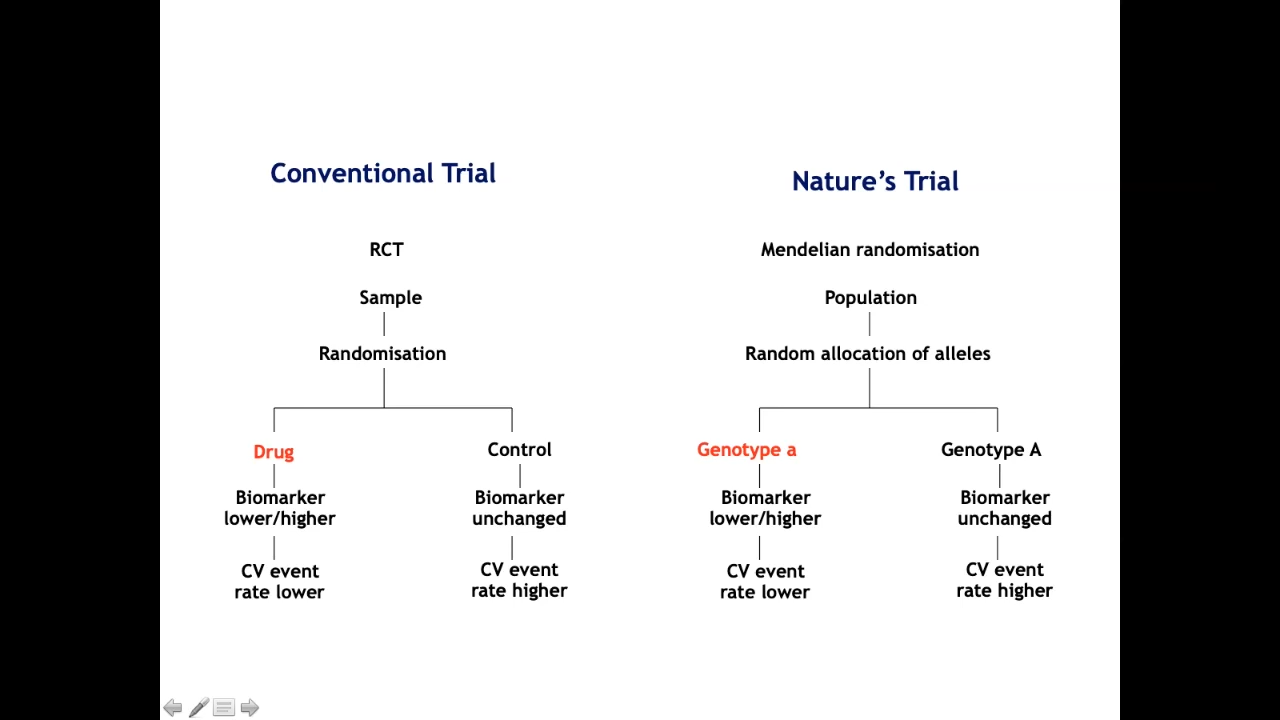 Conventional Trial
RCT
Sample
Randomisation
Drug
Control
Biomarker
lower/higher
Biomarker
unchanged
CV event
rate lower
CV event
rate higher
Nature’s Trial
Mendelian randomisation
Population
Random allocation of alleles
Genotype a
Genotype A
Biomarker
lower/higher
Biomarker
unchanged
CV event
rate lower
CV event
rate higher